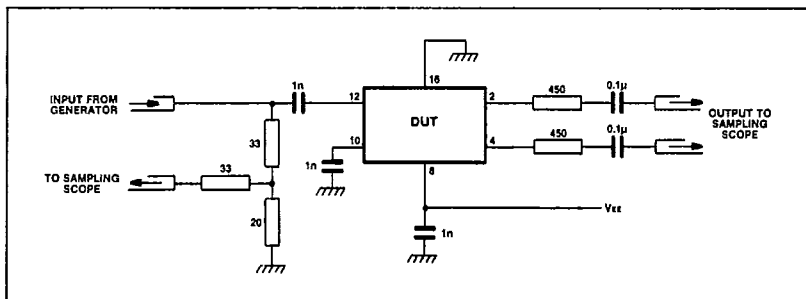 INPUT FROM
GENERATOR
1n
12
16
2
450
0.1µ
OUTPUT TO
SAMPLING
SCOPE
DUT
10
4
450
0.1µ
33
1n
8
TO SAMPLING
SCOPE
33
20
VEE
1n